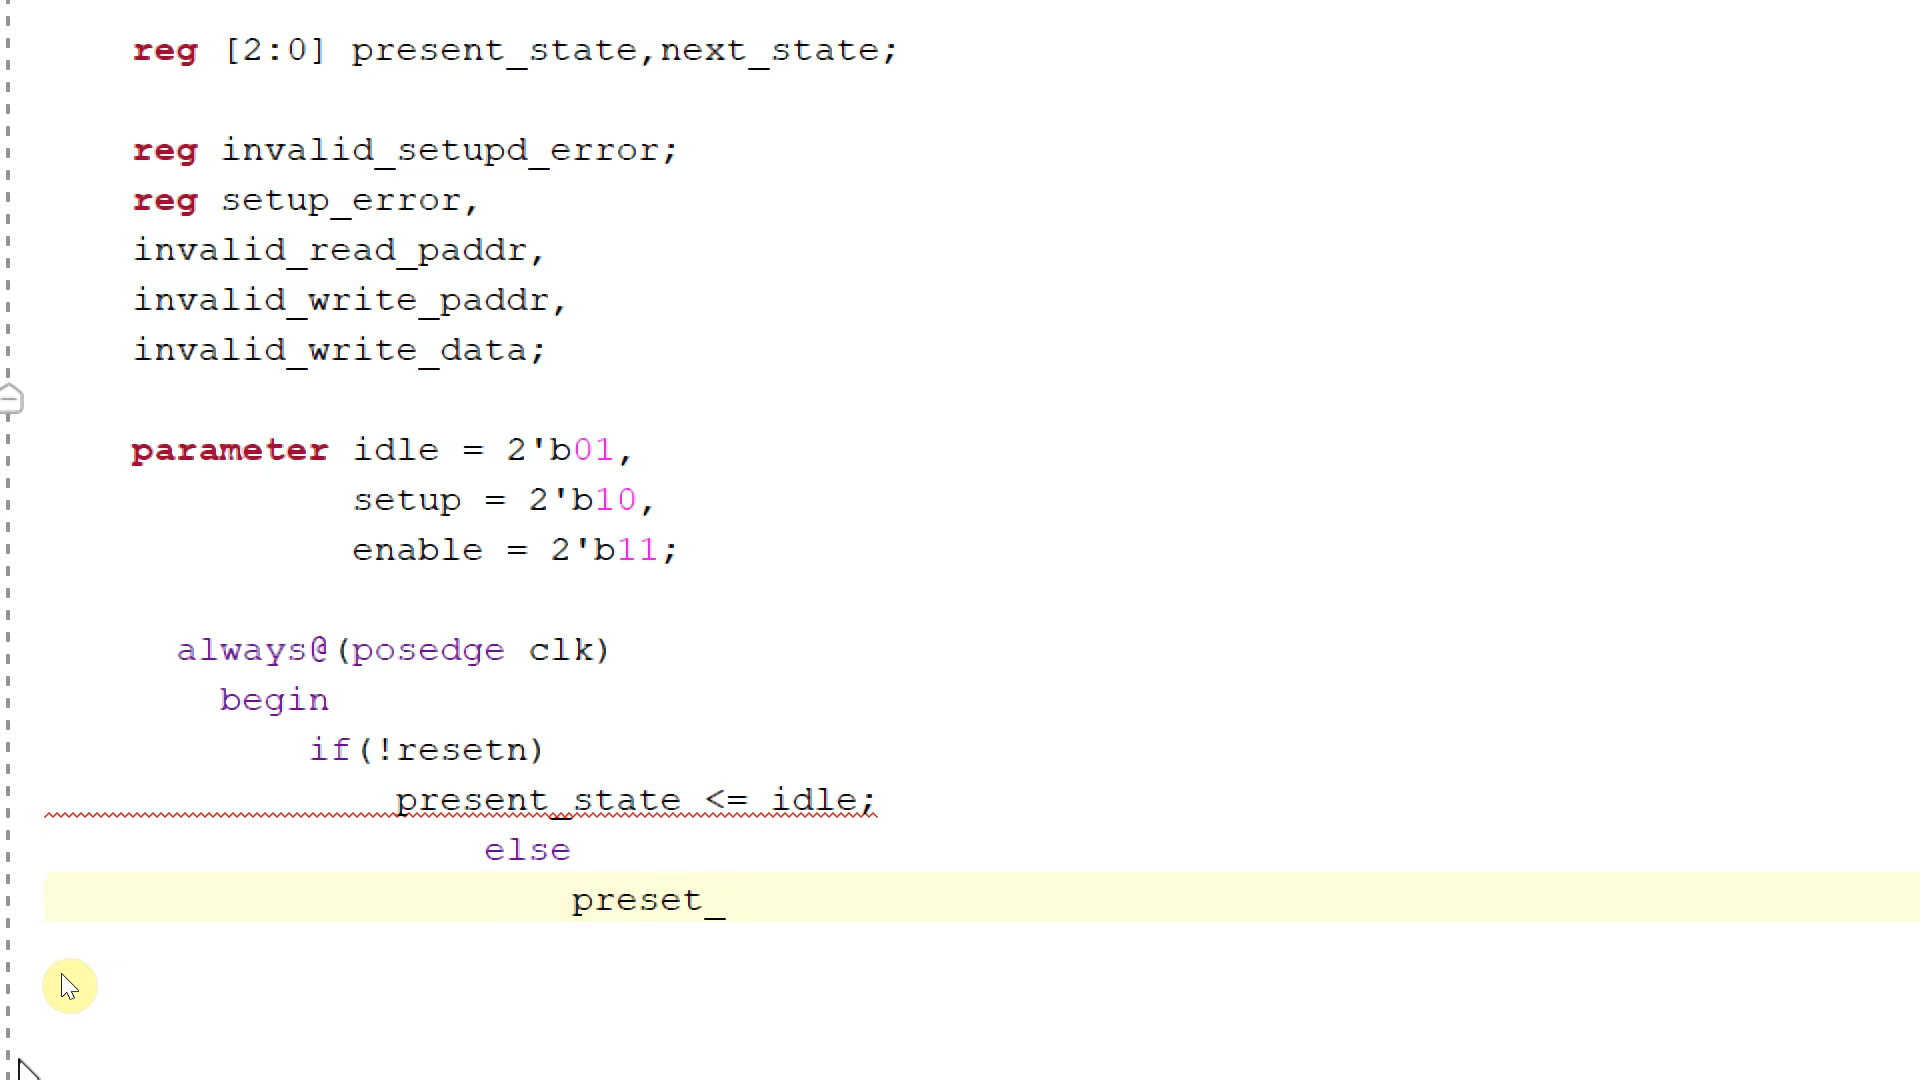 reg [2:0] present_state,next_state;
reg invalid_setupd_error;
reg setup_error,
invalid_read_paddr,
invalid_write_paddr,
invalid_write_data;
parameter idle = 2'b01,
setup = 2'b10,
enable = 2'b11;
always@(posedge clk)
begin
if(!resetn)
present_state <= idle;
else
preset_